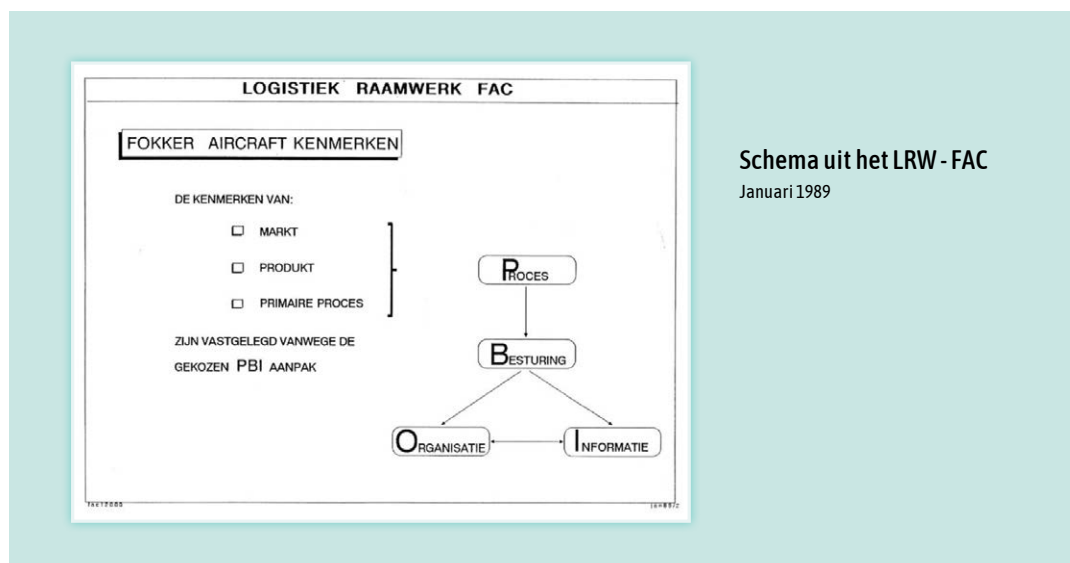 LOGISTIEK RAAMWERK FAC
FOKKER AIRCRAFT KENMERKEN
DE KENMERKEN VAN:
MARKT
PRODUKT
PRIMAIRE PROCES
ZIJN VASTGELEGD VANWEGE DE
GEKOZEN PBI AANPAK
PROCES
BESTURING
ORGANISATIE
INFORMATIE
Schema uit het LRW - FAC
Januari 1989